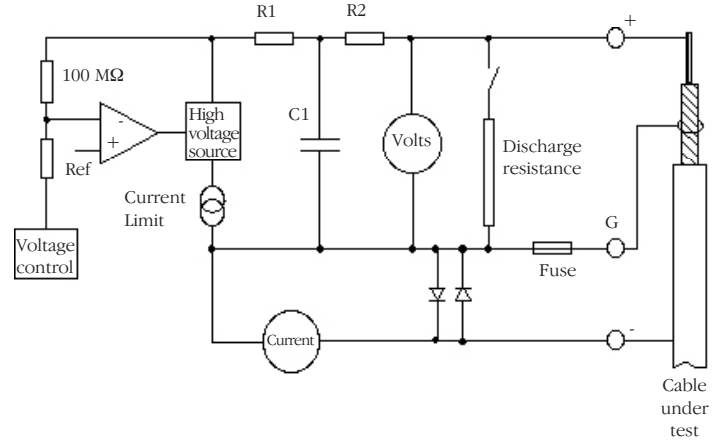 R1
R2
+
100 MΩ
-
+
Ref
High
voltage
source
C1
Volts
Discharge
resistance
Current
Limit
Voltage
control
G
Fuse
Current
-
Cable
under
test